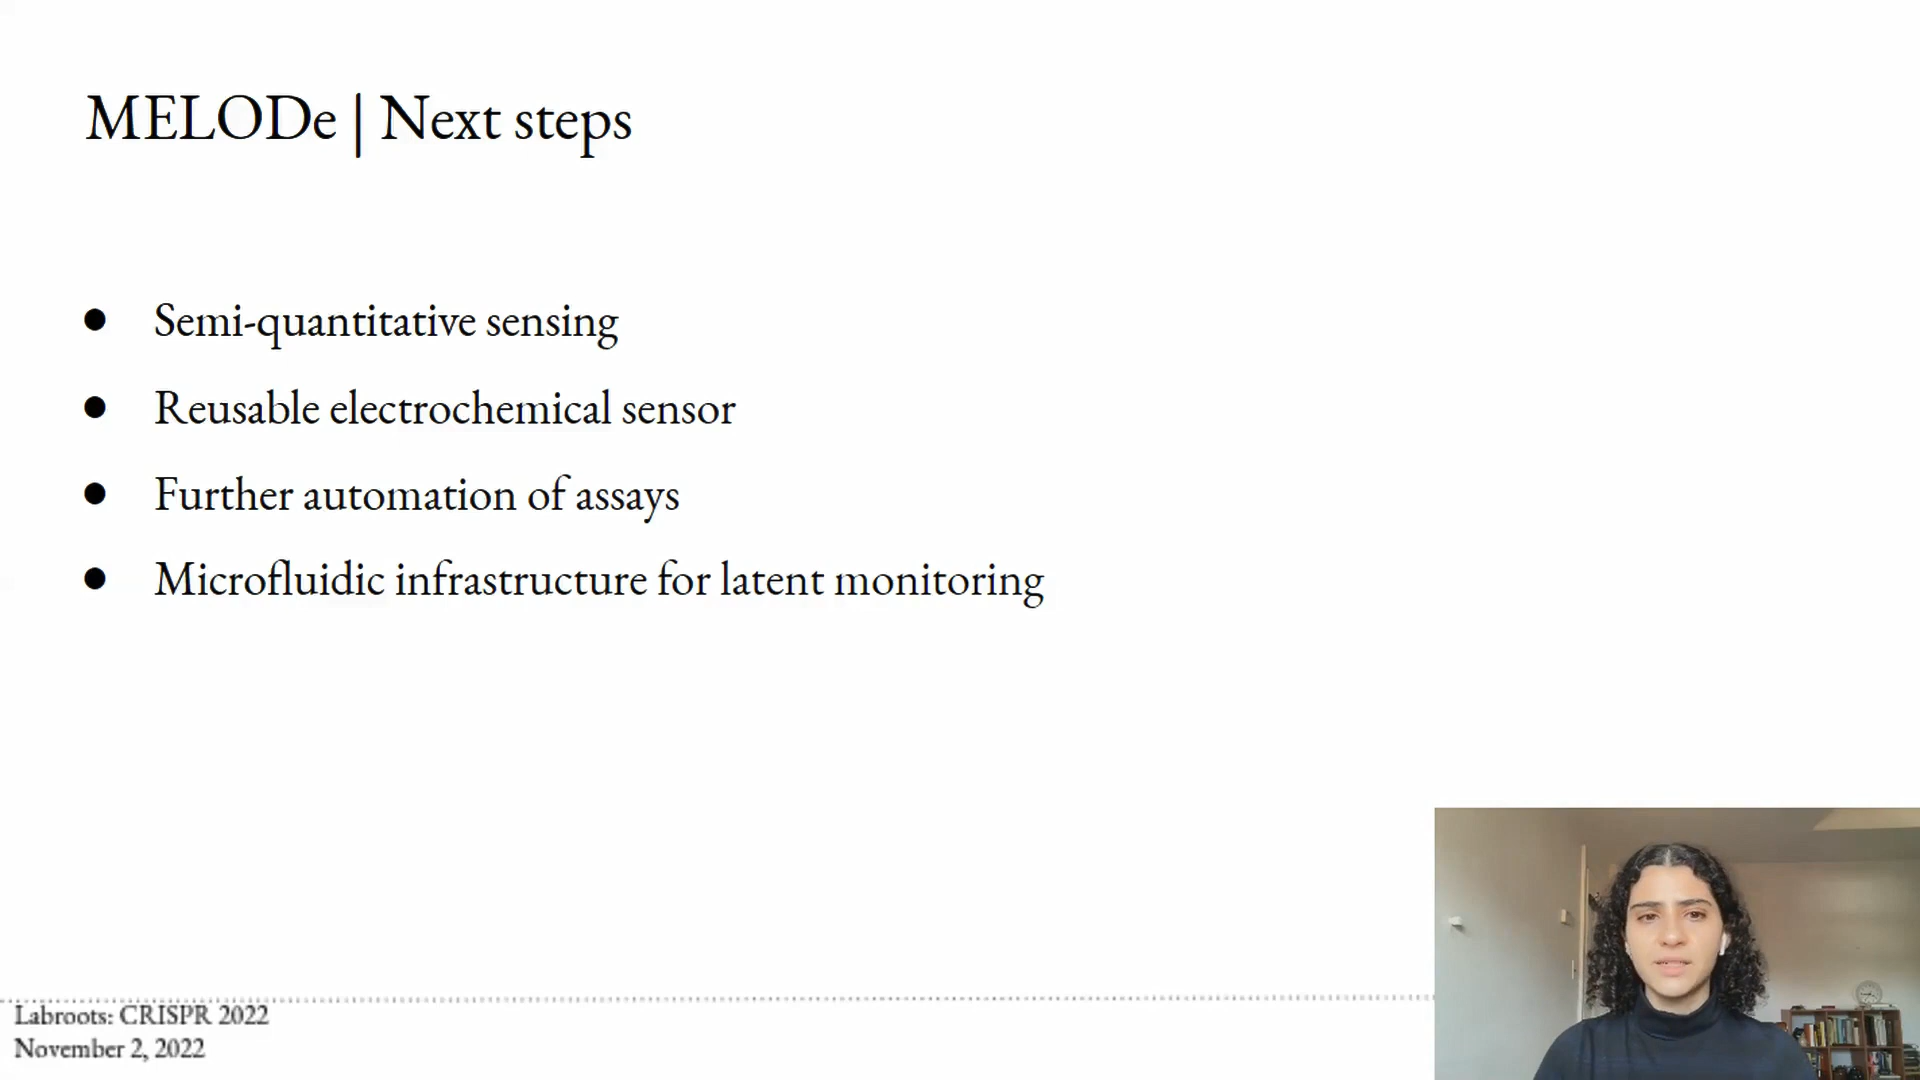 MELODe | Next steps
● Semi-quantitative sensing
● Reusable electrochemical sensor
● Further automation of assays
● Microfluidic infrastructure for latent monitoring
Labroots: CRISPR 2022
November 2, 2022